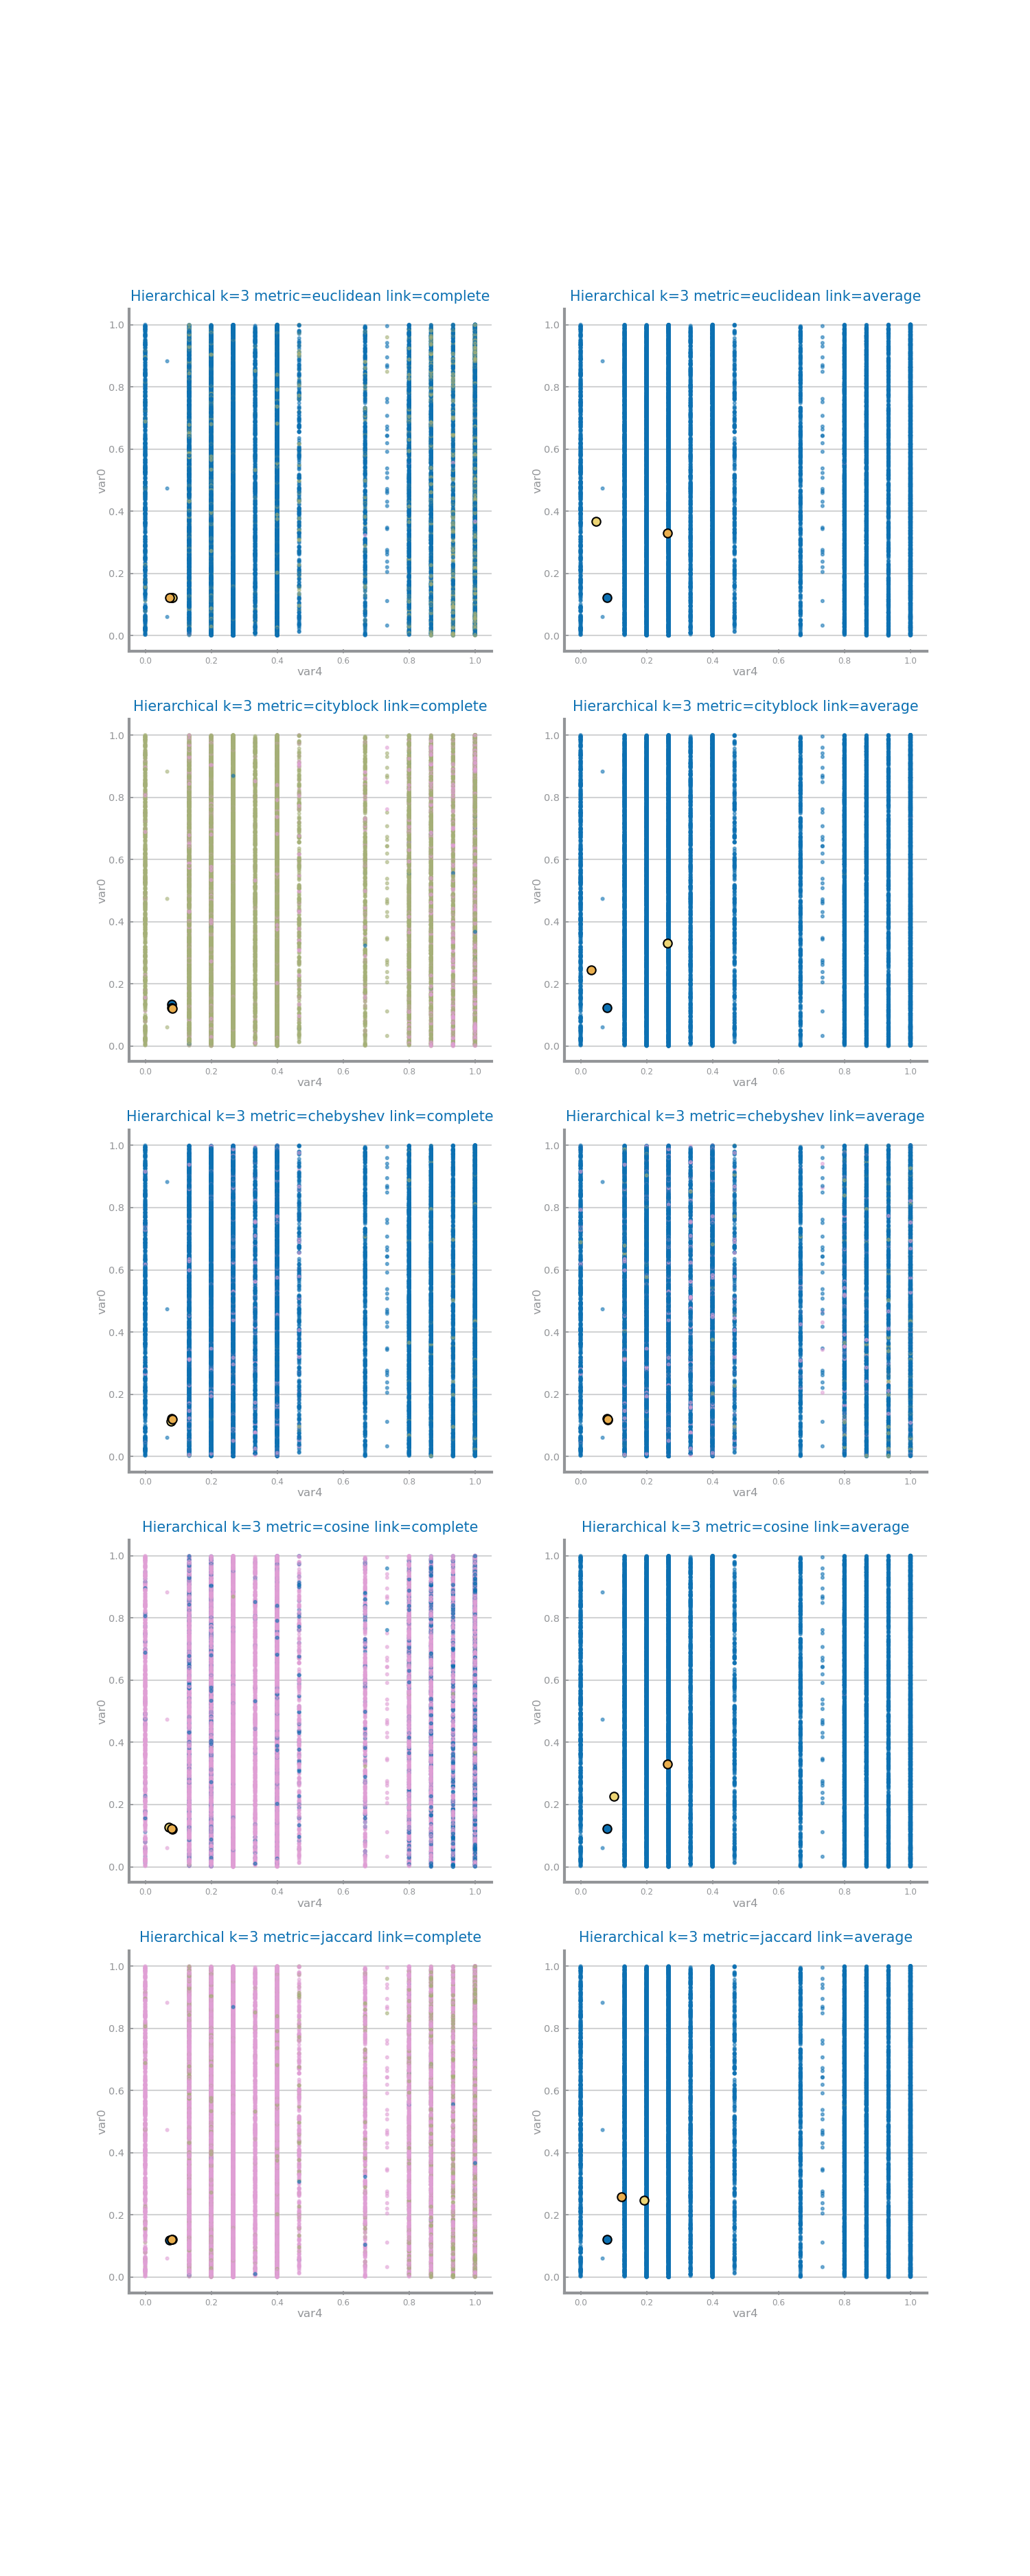 Hierarchical k=3 metric=euclidean link=complete
1.0
0.8
0.6
0.4
0.2
0.0
var0
0.0 0.2 0.4 0.6 0.8 1.0
var4
Hierarchical k=3 metric=euclidean link=average
1.0
0.8
0.6
0.4
0.2
0.0
var0
0.0 0.2 0.4 0.6 0.8 1.0
var4
Hierarchical k=3 metric=cityblock link=complete
1.0
0.8
0.6
0.4
0.2
0.0
var0
0.0 0.2 0.4 0.6 0.8 1.0
var4
Hierarchical k=3 metric=cityblock link=average
1.0
0.8
0.6
0.4
0.2
0.0
var0
0.0 0.2 0.4 0.6 0.8 1.0
var4
Hierarchical k=3 metric=chebyshev link=complete
1.0
0.8
0.6
0.4
0.2
0.0
var0
0.0 0.2 0.4 0.6 0.8 1.0
var4
Hierarchical k=3 metric=chebyshev link=average
1.0
0.8
0.6
0.4
0.2
0.0
var0
0.0 0.2 0.4 0.6 0.8 1.0
var4
Hierarchical k=3 metric=cosine link=complete
1.0
0.8
0.6
0.4
0.2
0.0
var0
0.0 0.2 0.4 0.6 0.8 1.0
var4
Hierarchical k=3 metric=cosine link=average
1.0
0.8
0.6
0.4
0.2
0.0
var0
0.0 0.2 0.4 0.6 0.8 1.0
var4
Hierarchical k=3 metric=jaccard link=complete
1.0
0.8
0.6
0.4
0.2
0.0
var0
0.0 0.2 0.4 0.6 0.8 1.0
var4
Hierarchical k=3 metric=jaccard link=average
1.0
0.8
0.6
0.4
0.2
0.0
var0
0.0 0.2 0.4 0.6 0.8 1.0
var4